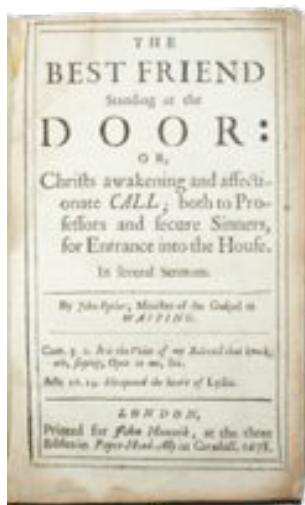 THE
BEST FRIEND
Standing at the
DOOR:
OR,
Christs awakening and affecti-
onate CALL; both to Pro-
fessors and secure Sinners,
for Entrance into the House.
In several Sermons.
By John Ryther, Minister of the Gospel in
WAPPING.
Cant. 5. 2. It is the Voice of my Beloved that knock-
eth, saying, Open to me, &c.
Acts 16. 14. He opened the heart of Lydia.
LONDON,
Printed for John Hancock, at the three
Bibles in Popes-Head-Ally in Cornhill. 1678.